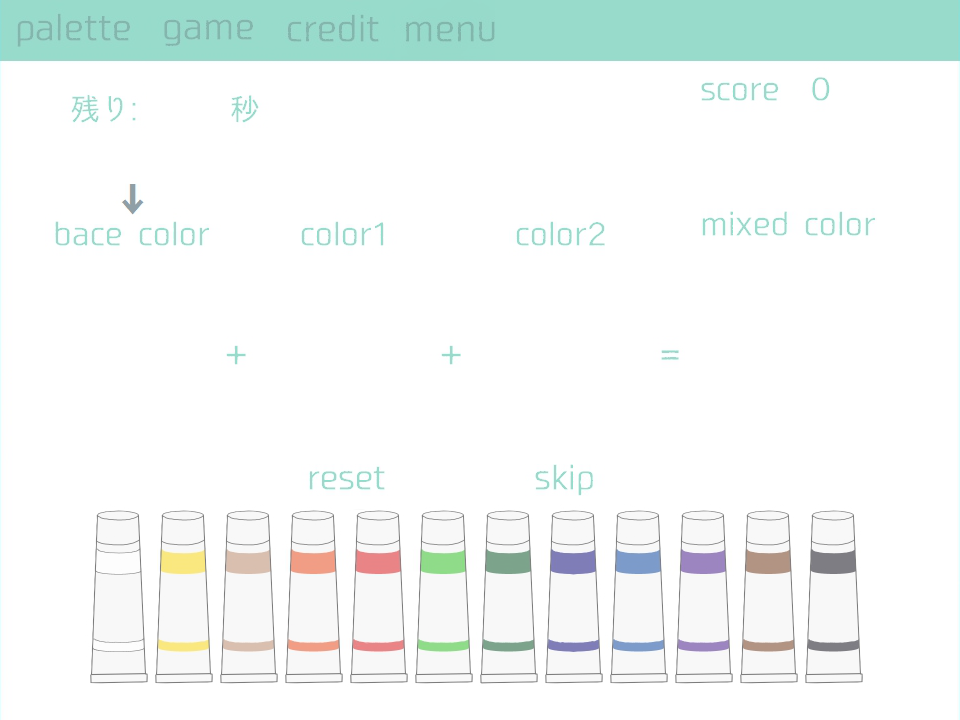 palette game credit menu
残り: 秒
score 0
bace color
color1
color2
mixed color
+ + =
reset
skip